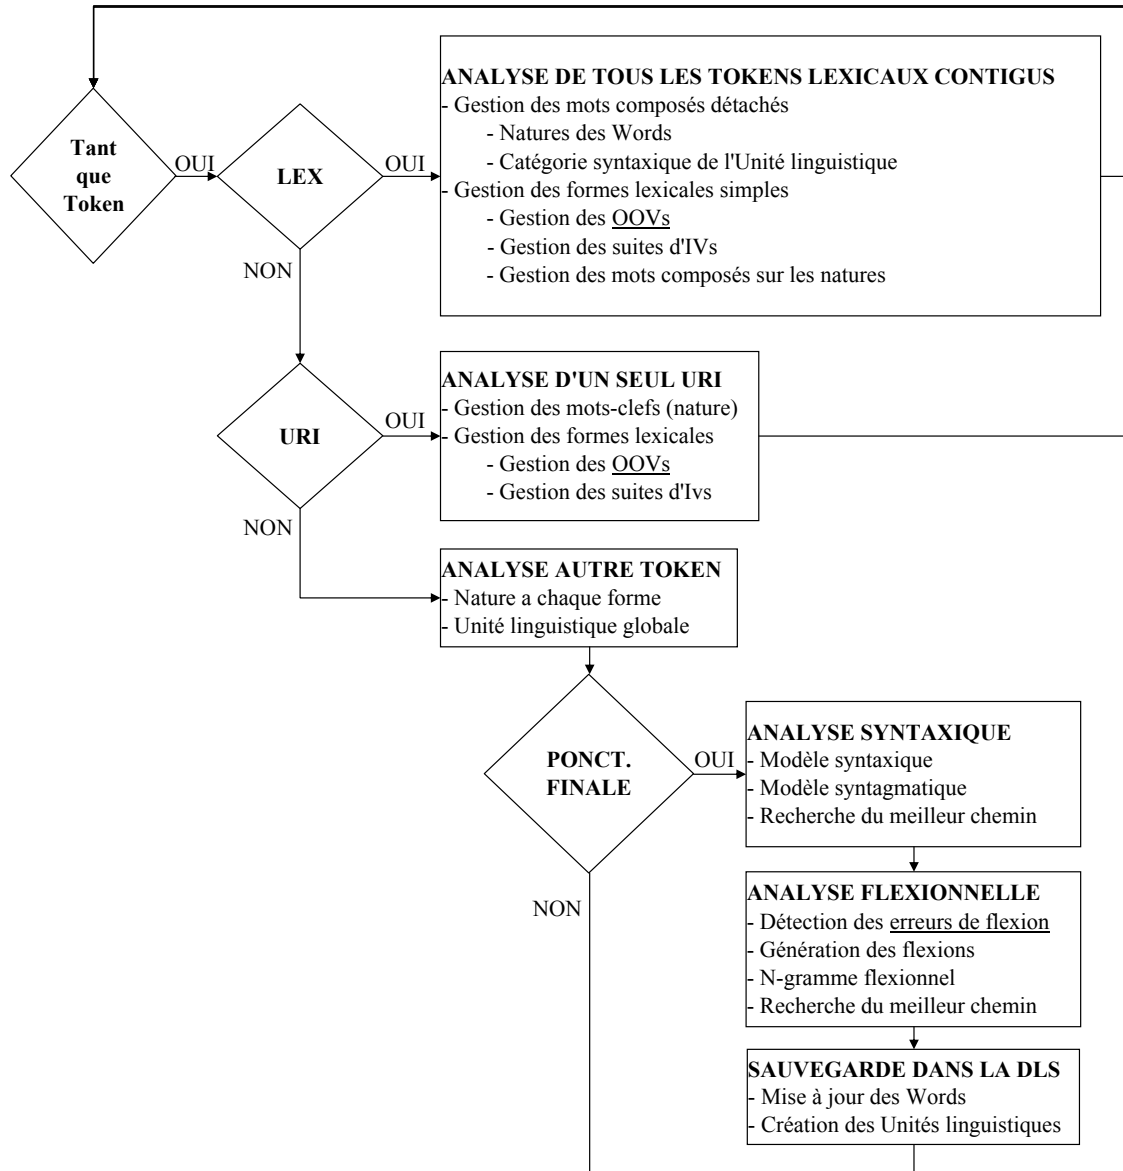 Tant
que
Token
OUI
LEX
OUI
ANALYSE DE TOUS LES TOKENS LEXICAUX CONTIGUS
- Gestion des mots composés détachés
- Natures des Words
- Catégorie syntaxique de l'Unité linguistique
- Gestion des formes lexicales simples
- Gestion des OOVs
- Gestion des suites d'IVs
- Gestion des mots composés sur les natures
NON
URI
OUI
ANALYSE D'UN SEUL URI
- Gestion des mots-clefs (nature)
- Gestion des formes lexicales
- Gestion des OOVs
- Gestion des suites d'Ivs
NON
ANALYSE AUTRE TOKEN
- Nature a chaque forme
- Unité linguistique globale
PONCT.
FINALE
OUI
ANALYSE SYNTAXIQUE
- Modèle syntaxique
- Modèle syntagmatique
- Recherche du meilleur chemin
NON
ANALYSE FLEXIONNELLE
- Détection des erreurs de flexion
- Génération des flexions
- N-gramme flexionnel
- Recherche du meilleur chemin
SAUVEGARDE DANS LA DLS
- Mise à jour des Words
- Création des Unités linguistiques